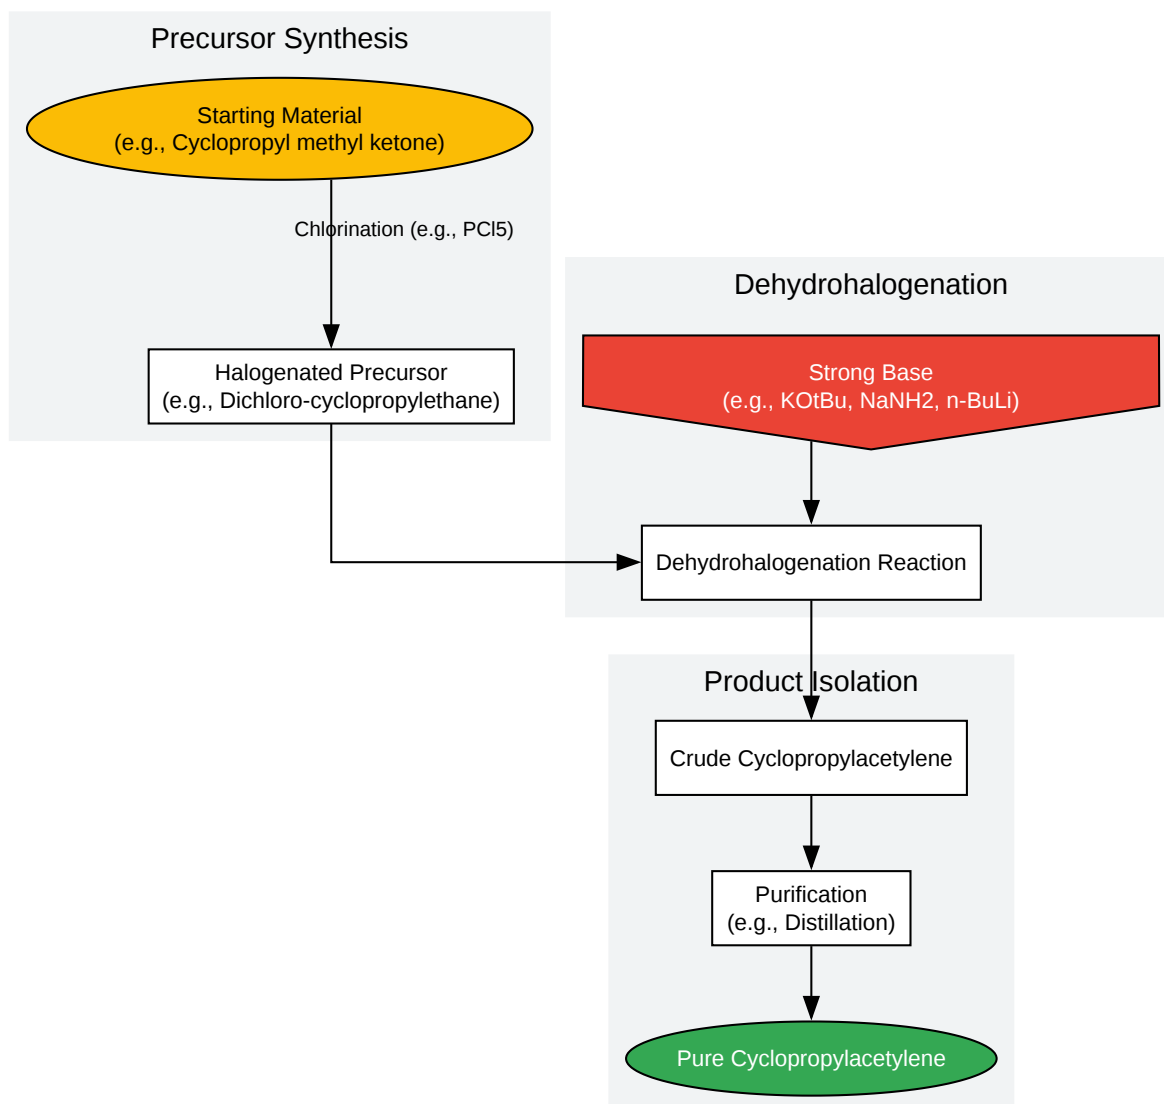 Precursor Synthesis
Starting Material
(e.g., Cyclopropyl methyl ketone)
Chlorination (e.g., PCl5)
Halogenated Precursor
(e.g., Dichloro-cyclopropylethane)
Dehydrohalogenation
Strong Base
(e.g., KOtBu, NaNH2, n-BuLi)
Dehydrohalogenation Reaction
Product Isolation
Crude Cyclopropylacetylene
Purification
(e.g., Distillation)
Pure Cyclopropylacetylene